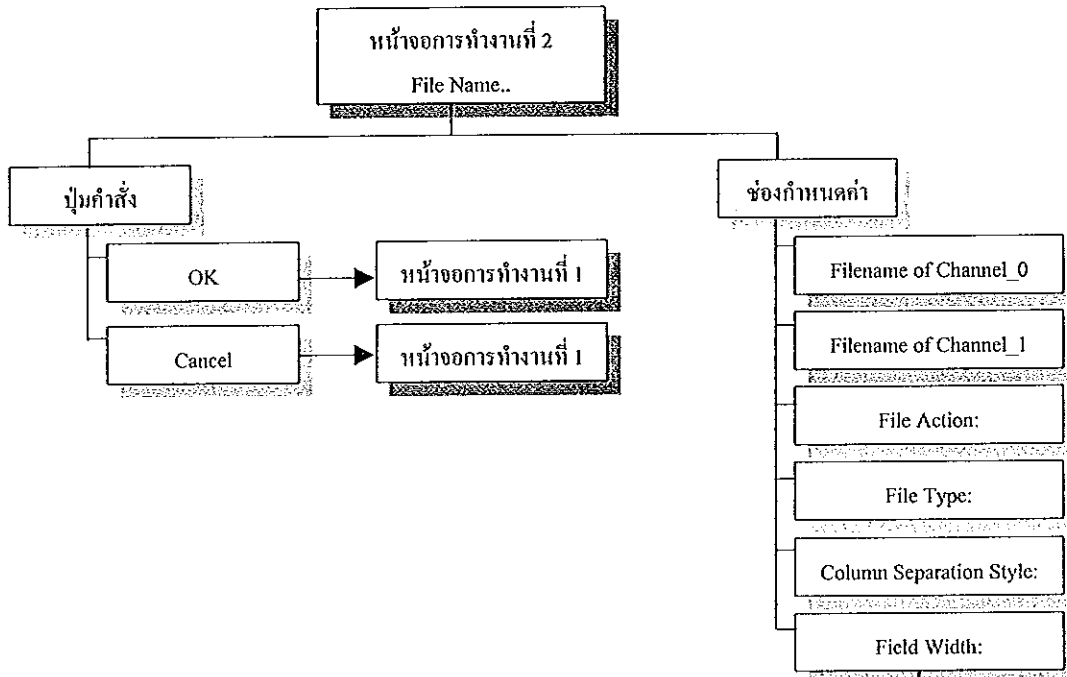 หน้าจอการทำงานที่ 2
File Name..
ปุ่มคำสั่ง
ช่องกำหนดค่า
OK
หน้าจอการทำงานที่ 1
Cancel
หน้าจอการทำงานที่ 1
Filename of Channel_0
Filename of Channel_1
File Action:
File Type:
Column Separation Style:
Field Width: